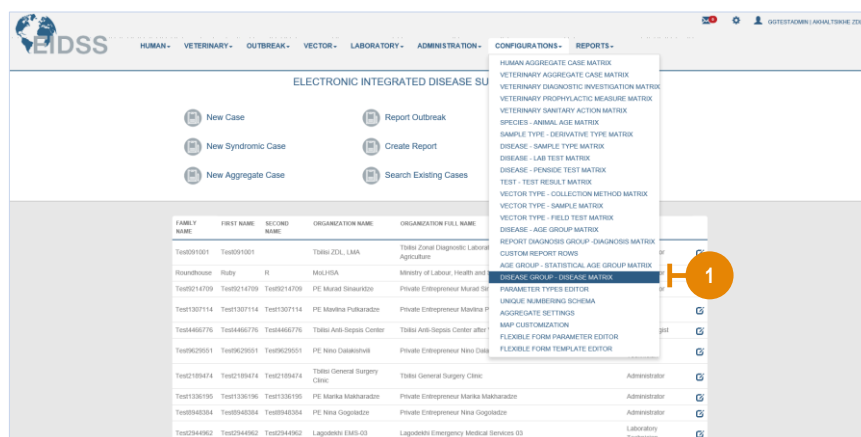 EIDSS
GGTESTADMIN | AKHALTSIKHE ZDL
HUMAN VETERINARY OUTBREAK VECTOR LABORATORY ADMINISTRATION CONFIGURATIONS REPORTS
HUMAN AGGREGATE CASE MATRIX
VETERINARY AGGREGATE CASE MATRIX
VETERINARY DIAGNOSTIC INVESTIGATION MATRIX
VETERINARY PROPHYLACTIC MEASURE MATRIX
VETERINARY SANITARY ACTION MATRIX
SPECIES - ANIMAL AGE MATRIX
SAMPLE TYPE - DERIVATIVE TYPE MATRIX
DISEASE - SAMPLE TYPE MATRIX
DISEASE - LAB TEST MATRIX
DISEASE - PENSIDE TEST MATRIX
TEST - TEST RESULT MATRIX
VECTOR TYPE - COLLECTION METHOD MATRIX
VECTOR TYPE - SAMPLE MATRIX
VECTOR TYPE - FIELD TEST MATRIX
DISEASE - AGE GROUP MATRIX
REPORT DIAGNOSIS GROUP -DIAGNOSIS MATRIX
CUSTOM REPORT ROWS
AGE GROUP - STATISTICAL AGE GROUP MATRIX
DISEASE GROUP - DISEASE MATRIX
PARAMETER TYPES EDITOR
UNIQUE NUMBERING SCHEMA
AGGREGATE SETTINGS
MAP CUSTOMIZATION
FLEXIBLE FORM PARAMETER EDITOR
FLEXIBLE FORM TEMPLATE EDITOR
1
ELECTRONIC INTEGRATED DISEASE SU
New Case Report Outbreak
New Syndromic Case Create Report
New Aggregate Case Search Existing Cases
FAMILY NAME FIRST NAME SECOND NAME ORGANIZATION NAME ORGANIZATION FULL NAME
Test091001 Test091001 Tbilisi ZDL, LMA Tbilisi Zonal Diagnostic Laborat
Agriculture
Roundhouse Ruby R MoLHSA Ministry of Labour, Health and
Test9214709 Test9214709 Test9214709 PE Murad Sinauridze Private Entrepreneur Murad Sin
Test1307114 Test1307114 Test1307114 PE Mavlina Putkaradze Private Entrepreneur Mavlina P
Test4466776 Test4466776 Test4466776 Tbilisi Anti-Sepsis Center Tbilisi Anti-Sepsis Center after
Test9629551 Test9629551 Test9629551 PE Nino Dalakishvili Private Entrepreneur Nino Dala
Test2189474 Test2189474 Test2189474 Tbilisi General Surgery Clinic Tbilisi General Surgery Clinic Administrator
Test1336195 Test1336196 Test1336195 PE Marika Makharadze Private Entrepreneur Marika Makharadze Administrator
Test8948384 Test8948384 Test8948384 PE Nina Gogoladze Private Entrepreneur Nina Gogoladze Administrator
Test2944962 Test2944962 Test2944962 Lagodekhi EMS-03 Lagodekhi Emergency Medical Services 03 Laboratory